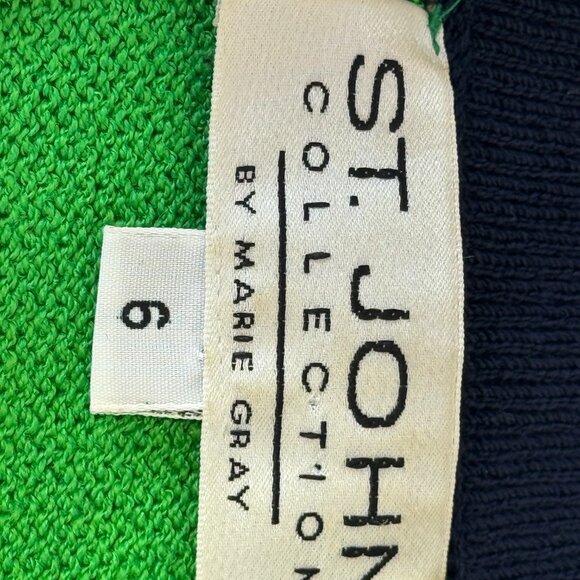 ST. JOHN
COLLECTION
BY MARIE GRAY
6